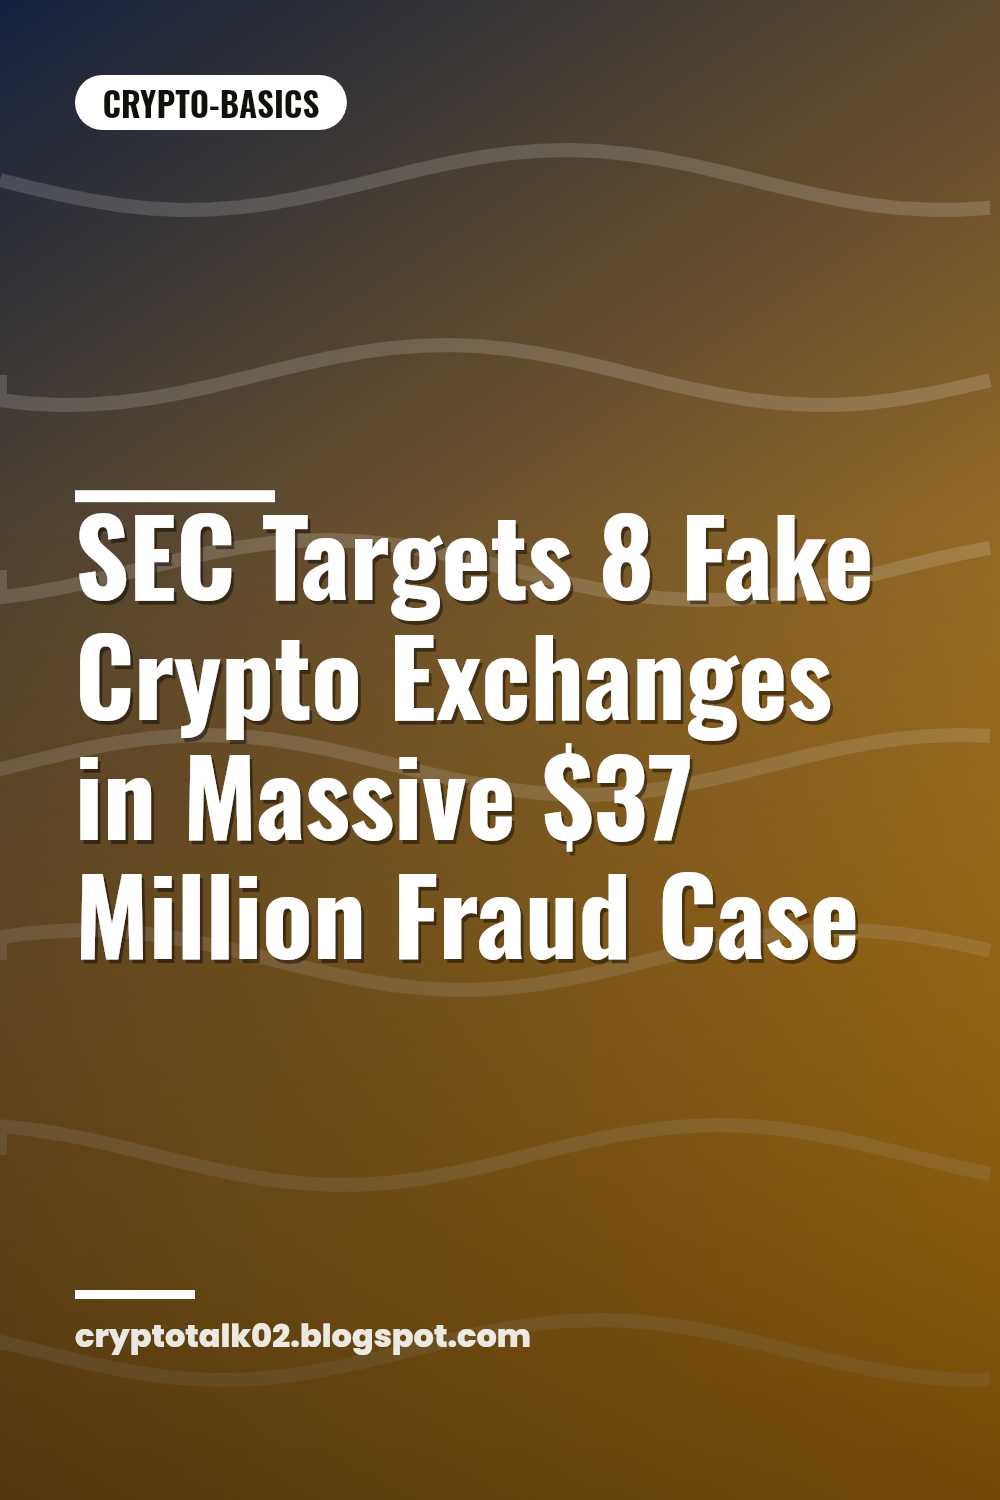 CRYPTO-BASICS
SEC Targets 8 Fake
Crypto Exchanges
in Massive $37
Million Fraud Case
cryptotalk02.blogspot.com